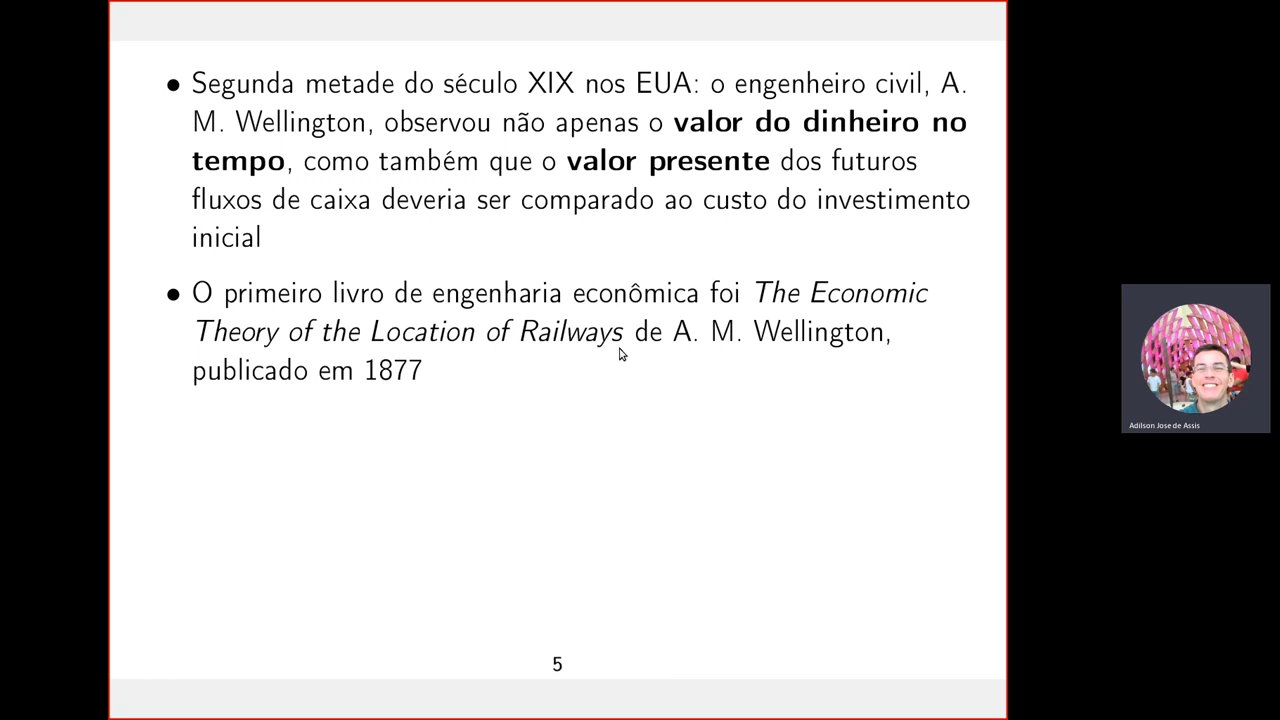 • Segunda metade do século XIX nos EUA: o engenheiro civil, A.
M. Wellington, observou não apenas o valor do dinheiro no
tempo, como também que o valor presente dos futuros
fluxos de caixa deveria ser comparado ao custo do investimento
inicial
• O primeiro livro de engenharia econômica foi The Economic
Theory of the Location of Railways de A. M. Wellington,
publicado em 1877
5
Adilson Jose de Assis